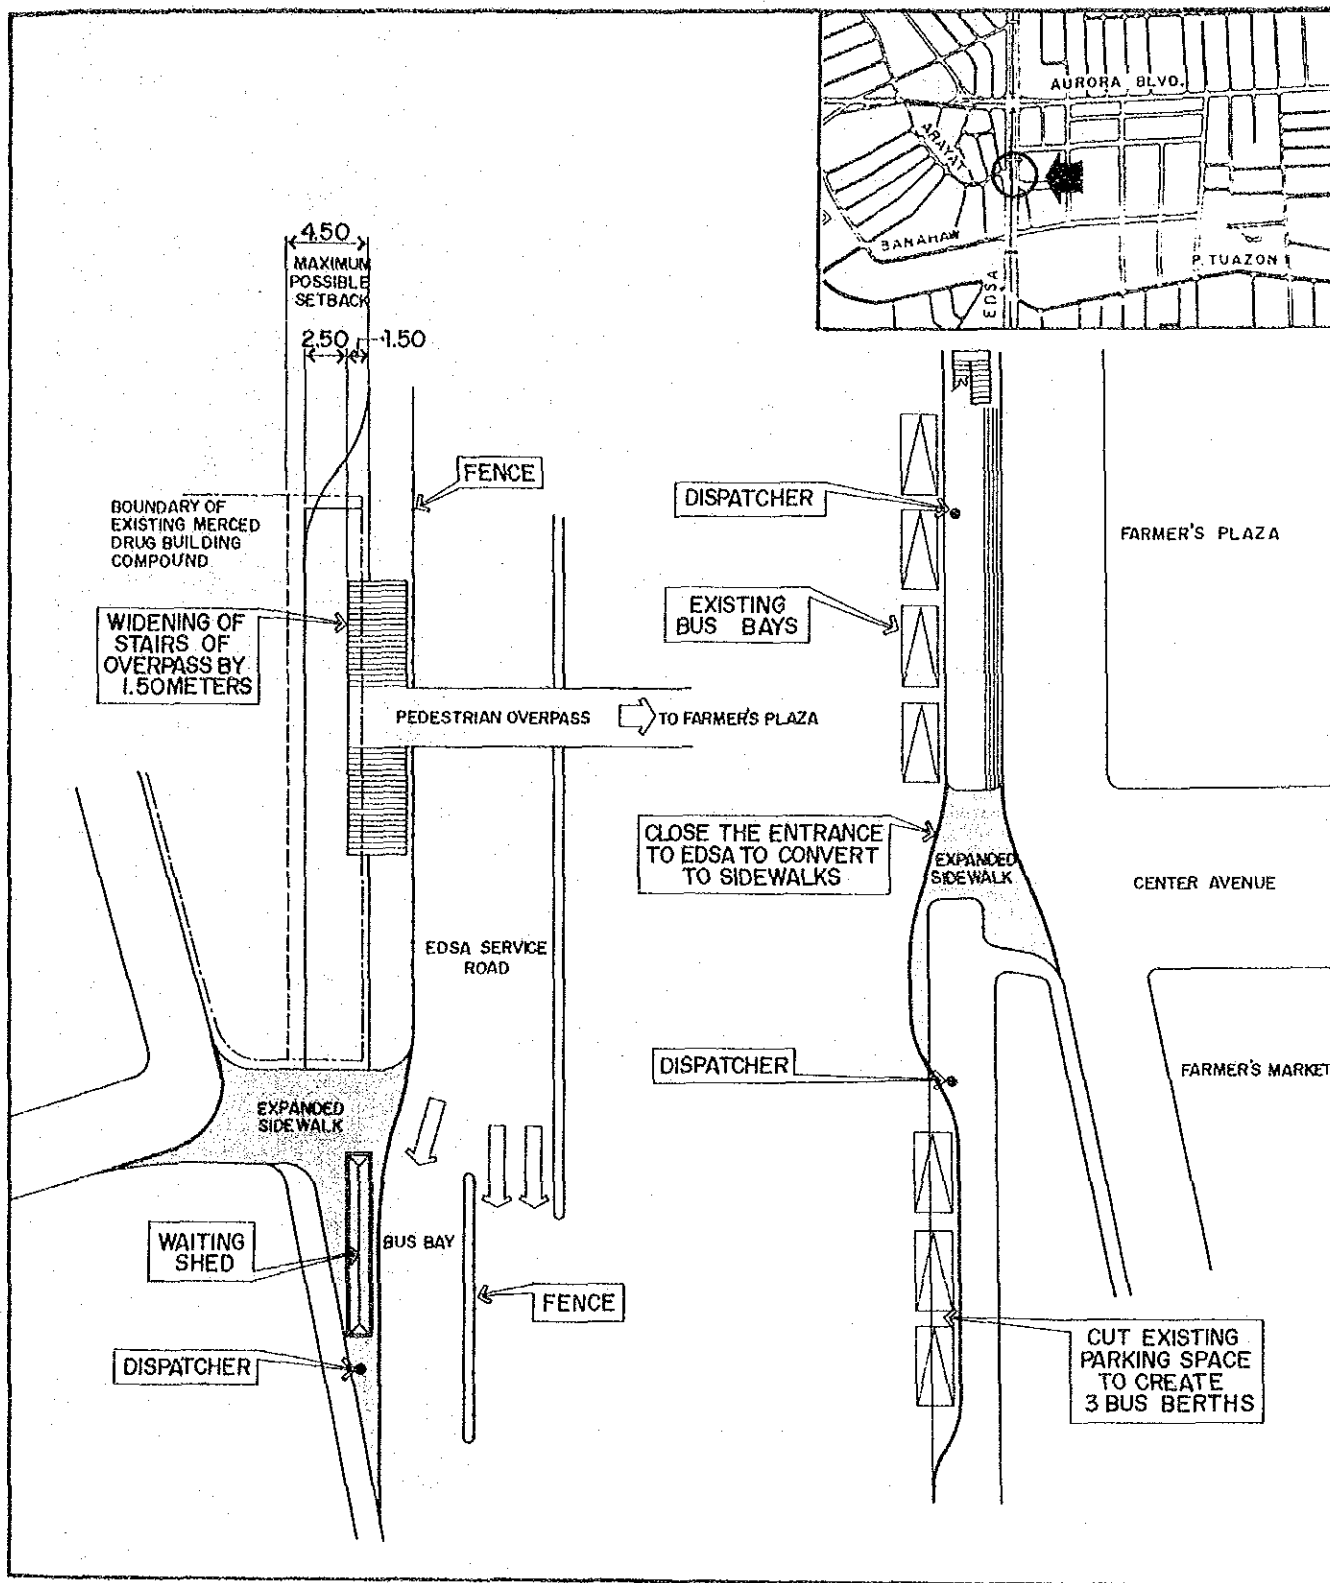 AURORA BLVD.
ARAYAT
BANAHAW
EDSA
P. TUAZON
4.50
MAXIMUM
POSSIBLE
SETBACK
2.50
1.50
FENCE
BOUNDARY OF
EXISTING MERCED
DRUG BUILDING
COMPOUND
WIDENING OF
STAIRS OF
OVERPASS BY
1.50 METERS
PEDESTRIAN OVERPASS
TO FARMER'S PLAZA
EDSA SERVICE
ROAD
EXPANDED
SIDEWALK
WAITING
SHED
BUS BAY
FENCE
DISPATCHER
DISPATCHER
FARMER'S PLAZA
EXISTING
BUS BAYS
CLOSE THE ENTRANCE
TO EDSA TO CONVERT
TO SIDEWALKS
EXPANDED
SIDEWALK
CENTER AVENUE
DISPATCHER
FARMER'S MARKET
CUT EXISTING
PARKING SPACE
TO CREATE
3 BUS BERTHS